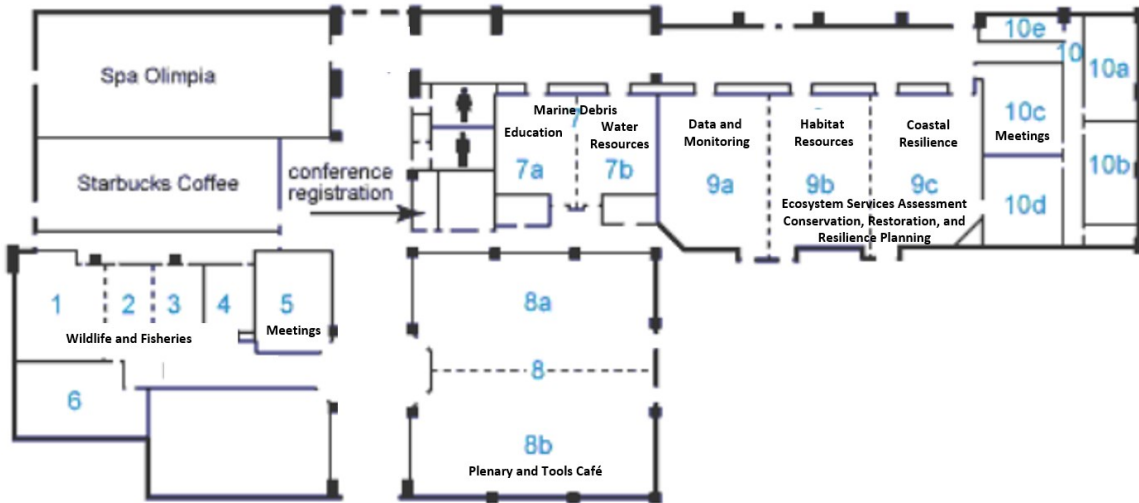 Spa Olimpia
Starbucks Coffee
conference
registration
Marine Debris
7
Education
Water
Resources
7a
7b
Data and
Monitoring
9a
Habitat
Resources
9b
Coastal
Resilience
9c
Ecosystem Services Assessment
Conservation, Restoration, and
Resilience Planning
10e
10
10a
10c
Meetings
10b
10d
1
2
3
4
5
Wildlife and Fisheries
Meetings
6
8a
8
8b
Plenary and Tools Café